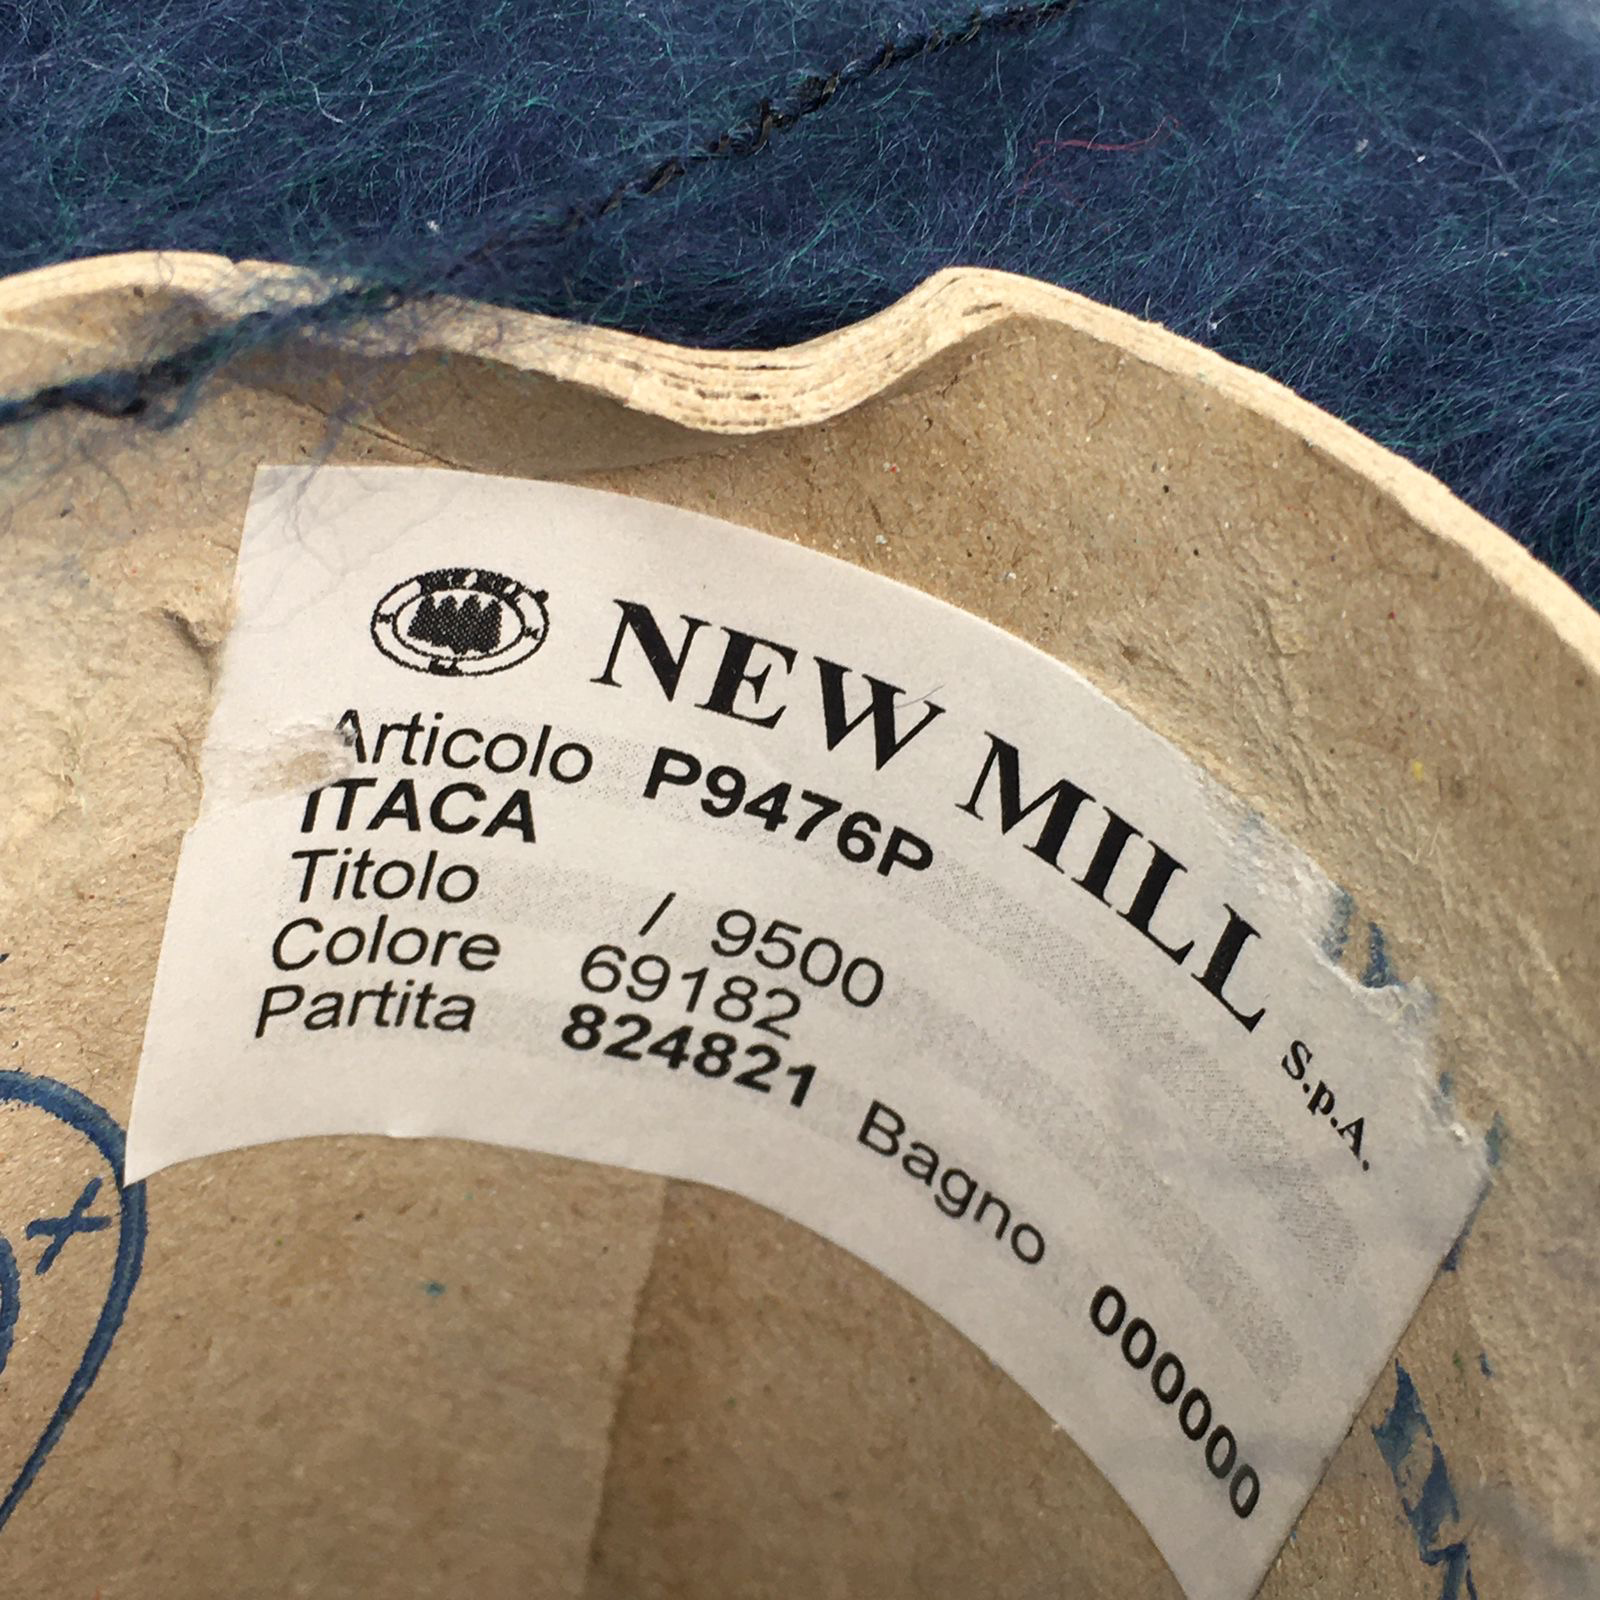 NEW MILL S.p.A.
Articolo P9476P
ITACA
Titolo / 9500
Colore 69182
Partita 824821 Bagno 000000